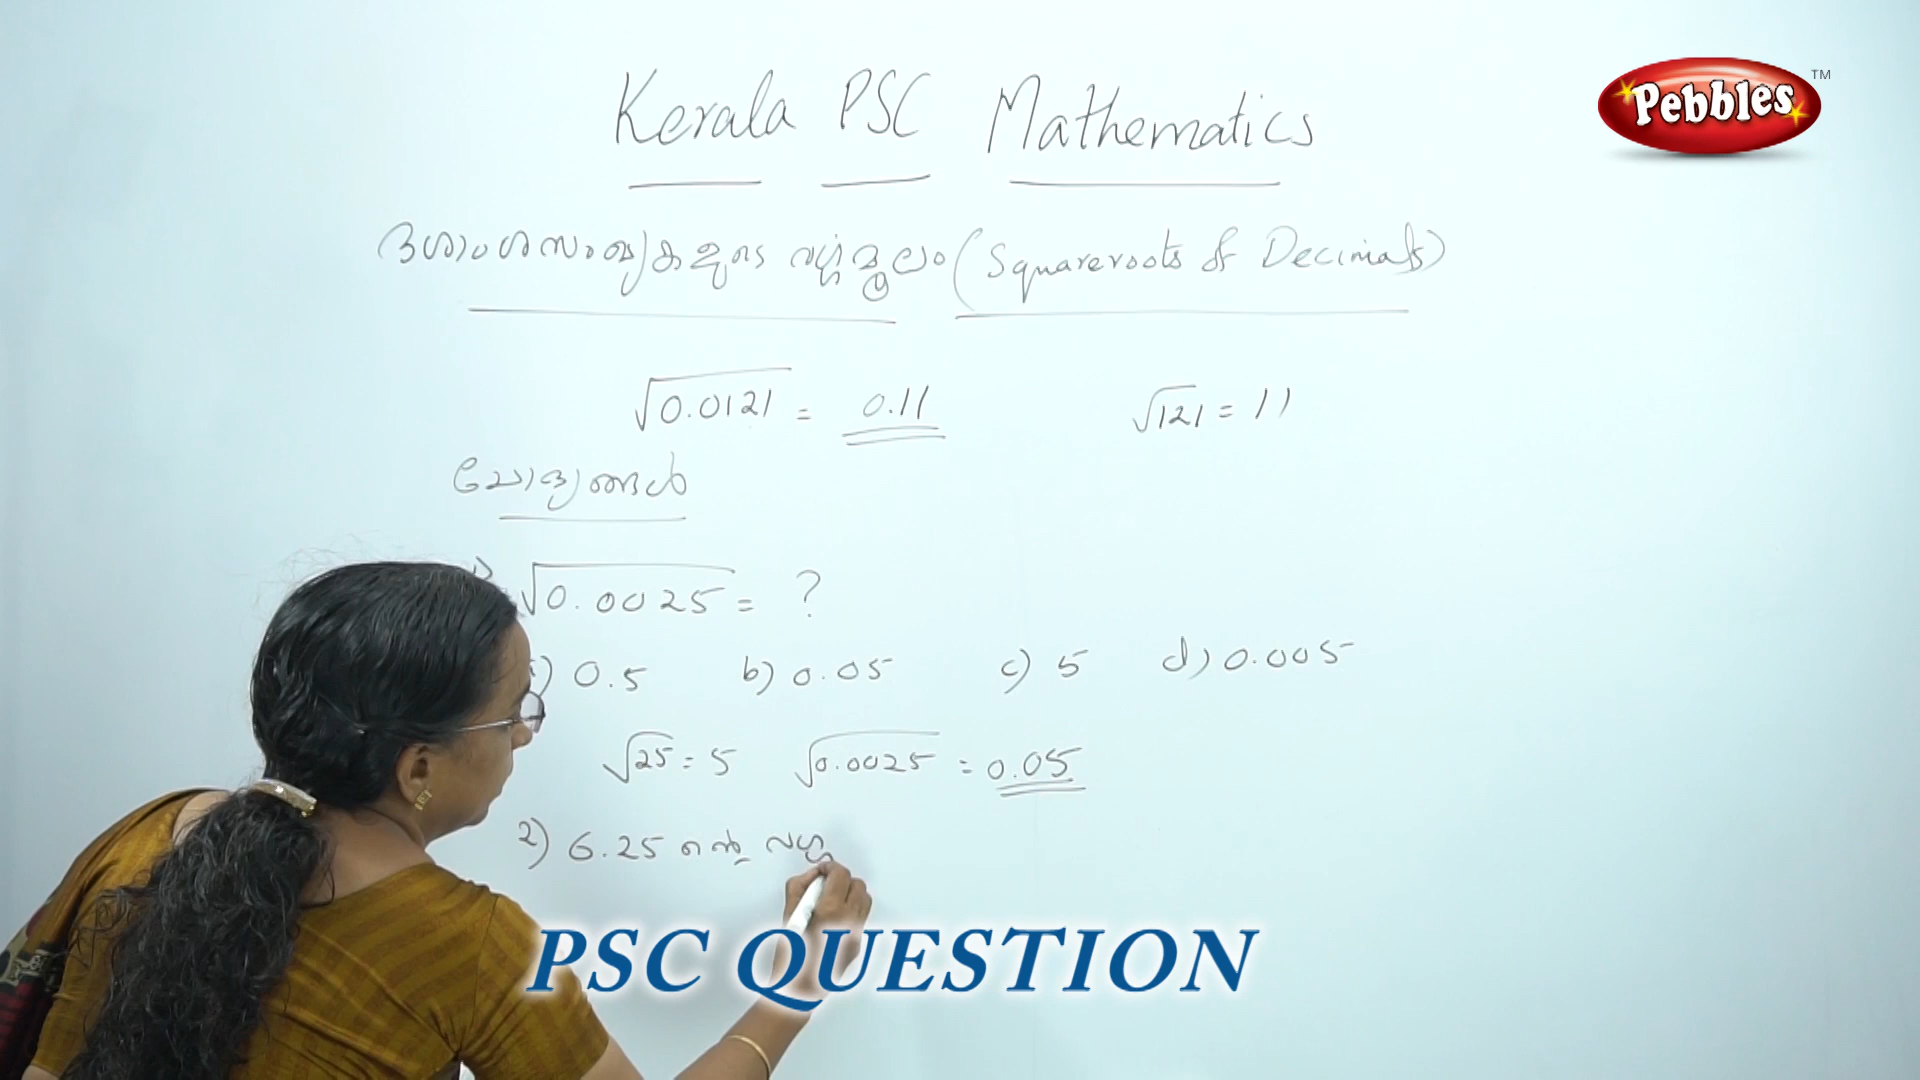 Kerala PSC Mathematics
Pebbles TM
ദശാംശസംഖ്യകളുടെ വർഗ്ഗമൂലം (Squareroots of Decimals)
√0.0121 = 0.11 √121 = 11
ചോദ്യങ്ങൾ
√0.0025 = ?
0.5 b) 0.05 c) 5 d) 0.005
√25 = 5 √0.0025 = 0.05
2) 6.25 ന്റെ വർഗ്ഗ
PSC QUESTION